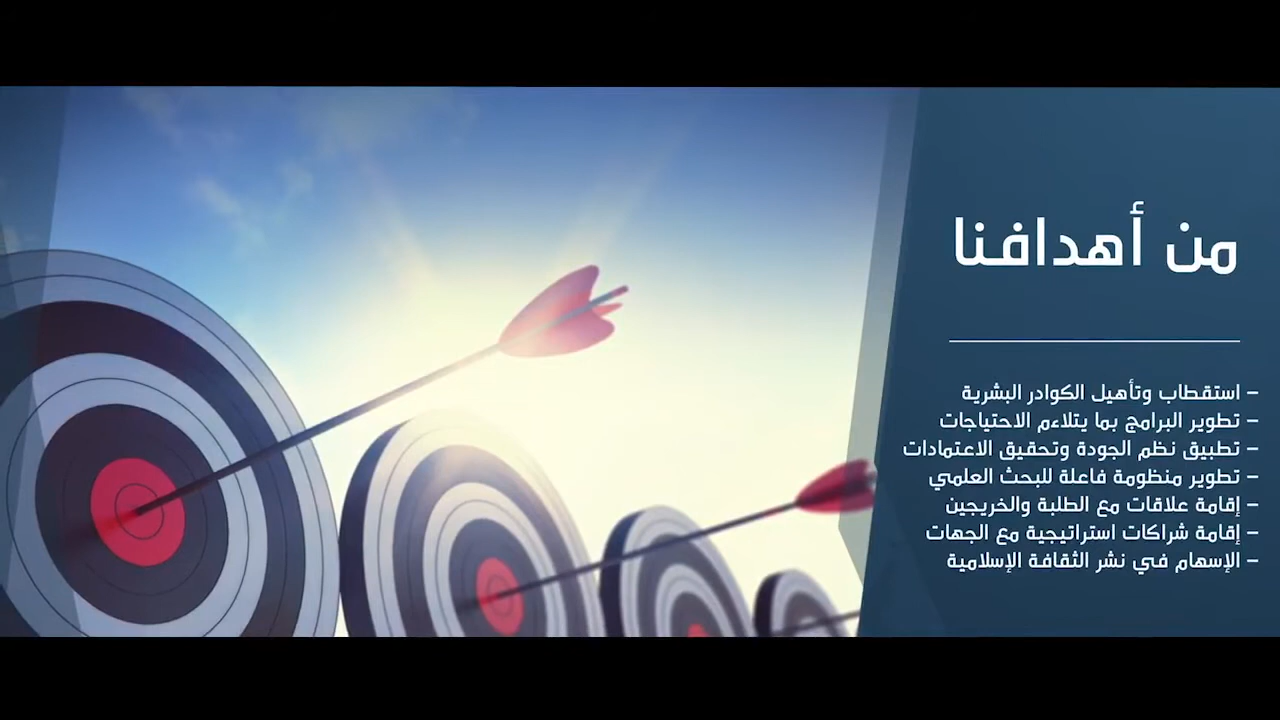 من أهدافنا
- استقطاب وتأهيل الكوادر البشرية
- تطوير البرامج بما يتلاءم الاحتياجات
- تطبيق نظم الجودة وتحقيق الاعتمادات
- تطوير منظومة فاعلة للبحث العلمي
- إقامة علاقات مع الطلبة والخريجين
- إقامة شراكات استراتيجية مع الجهات
- الإسهام في نشر الثقافة الإسلامية